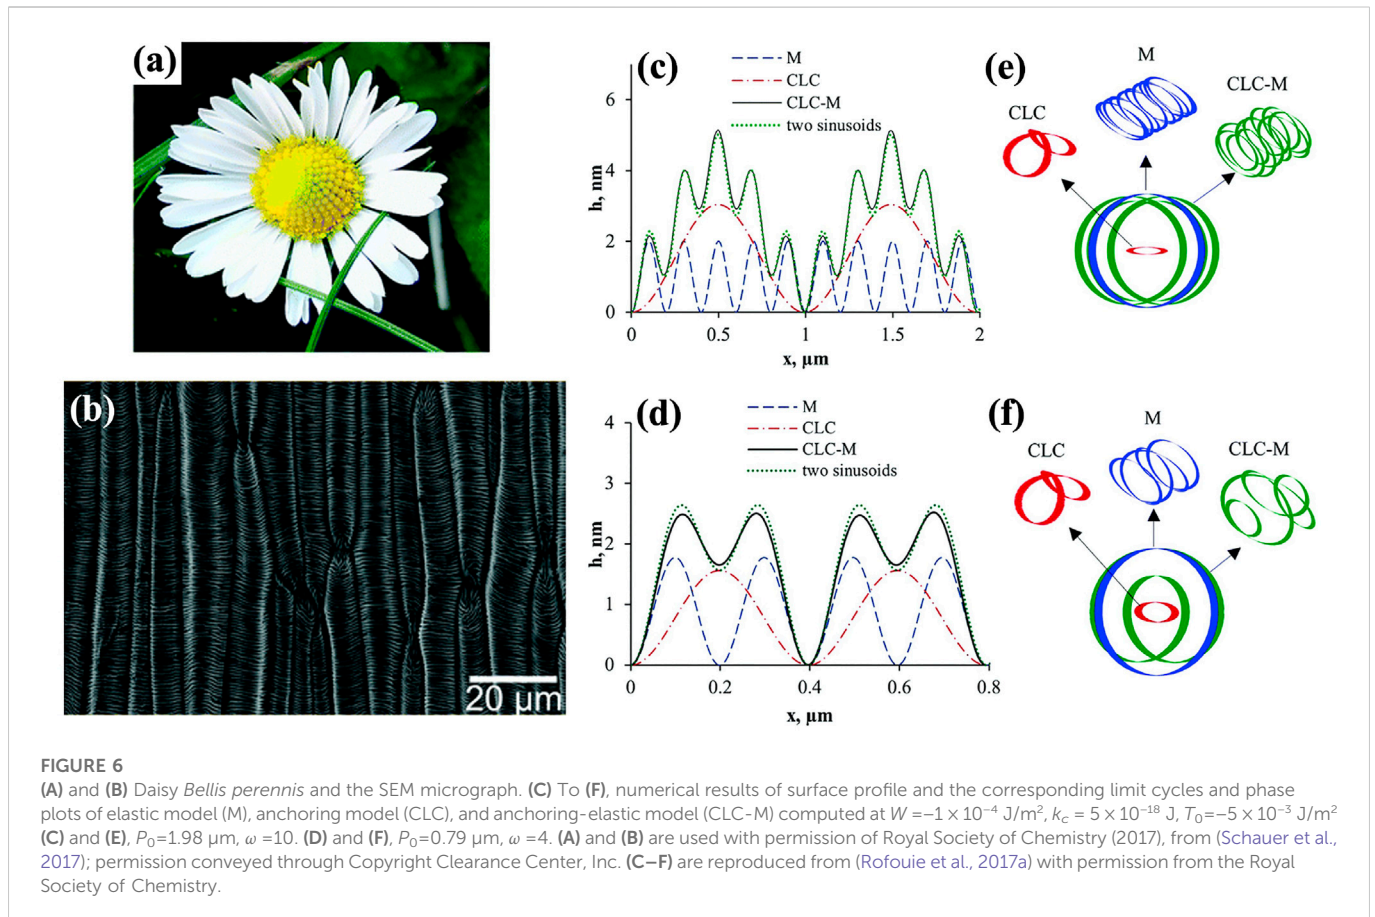 (a)
(b)
20 µm
(c)
M
CLC
CLC-M
two sinusoids
h, nm
6
4
2
0
0 0.5 1 1.5 2
x, µm
(d)
M
CLC
CLC-M
two sinusoids
h, nm
4
3
2
1
0
0 0.2 0.4 0.6 0.8
x, µm
(e)
M
CLC
CLC-M
(f)
M
CLC
CLC-M
FIGURE 6
(A) and (B) Daisy Bellis perennis and the SEM micrograph. (C) To (F), numerical results of surface profile and the corresponding limit cycles and phase
plots of elastic model (M), anchoring model (CLC), and anchoring-elastic model (CLC-M) computed at W =−1 × 10⁻⁴ J/m², k_c = 5 × 10⁻¹⁸ J, T₀=−5 × 10⁻³ J/m²
(C) and (E), P₀=1.98 µm, ω =10. (D) and (F), P₀=0.79 µm, ω =4. (A) and (B) are used with permission of Royal Society of Chemistry (2017), from (Schauer et al.,
2017); permission conveyed through Copyright Clearance Center, Inc. (C–F) are reproduced from (Rofouie et al., 2017a) with permission from the Royal
Society of Chemistry.